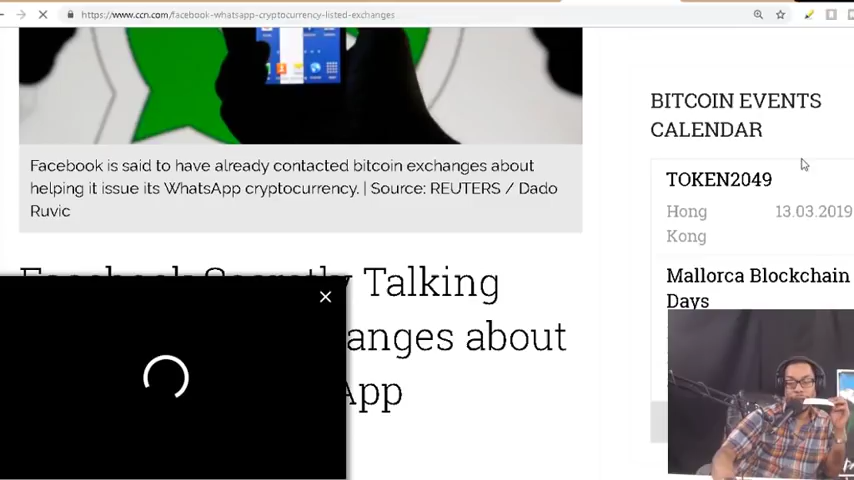 https://www.ccn.com/facebook-whatsapp-cryptocurrency-listed-exchanges
Facebook is said to have already contacted bitcoin exchanges about
helping it issue its WhatsApp cryptocurrency. | Source: REUTERS / Dado
Ruvic
Facebook Secretly Talking
anges about
App
BITCOIN EVENTS
CALENDAR
TOKEN2049
Hong 13.03.2019
Kong
Mallorca Blockchain
Days